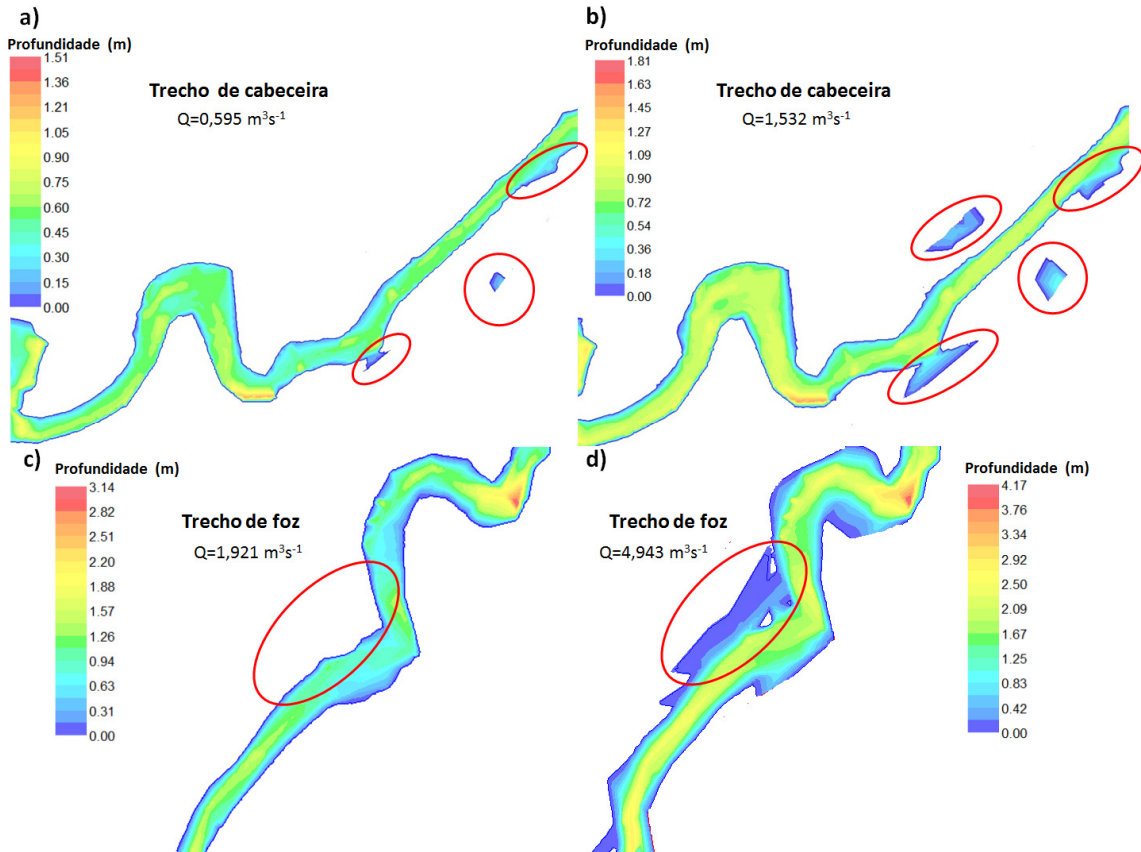 a)
Profundidade (m)
1.51
1.36
1.21
1.05
0.90
0.75
0.60
0.45
0.30
0.15
0.00
Trecho de cabeceira
Q=0,595 m³s⁻¹
b)
Profundidade (m)
1.81
1.63
1.45
1.27
1.09
0.90
0.72
0.54
0.36
0.18
0.00
Trecho de cabeceira
Q=1,532 m³s⁻¹
c)
Profundidade (m)
3.14
2.82
2.51
2.20
1.88
1.57
1.26
0.94
0.63
0.31
0.00
Trecho de foz
Q=1,921 m³s⁻¹
d)
Trecho de foz
Q=4,943 m³s⁻¹
Profundidade (m)
4.17
3.76
3.34
2.92
2.50
2.09
1.67
1.25
0.83
0.42
0.00